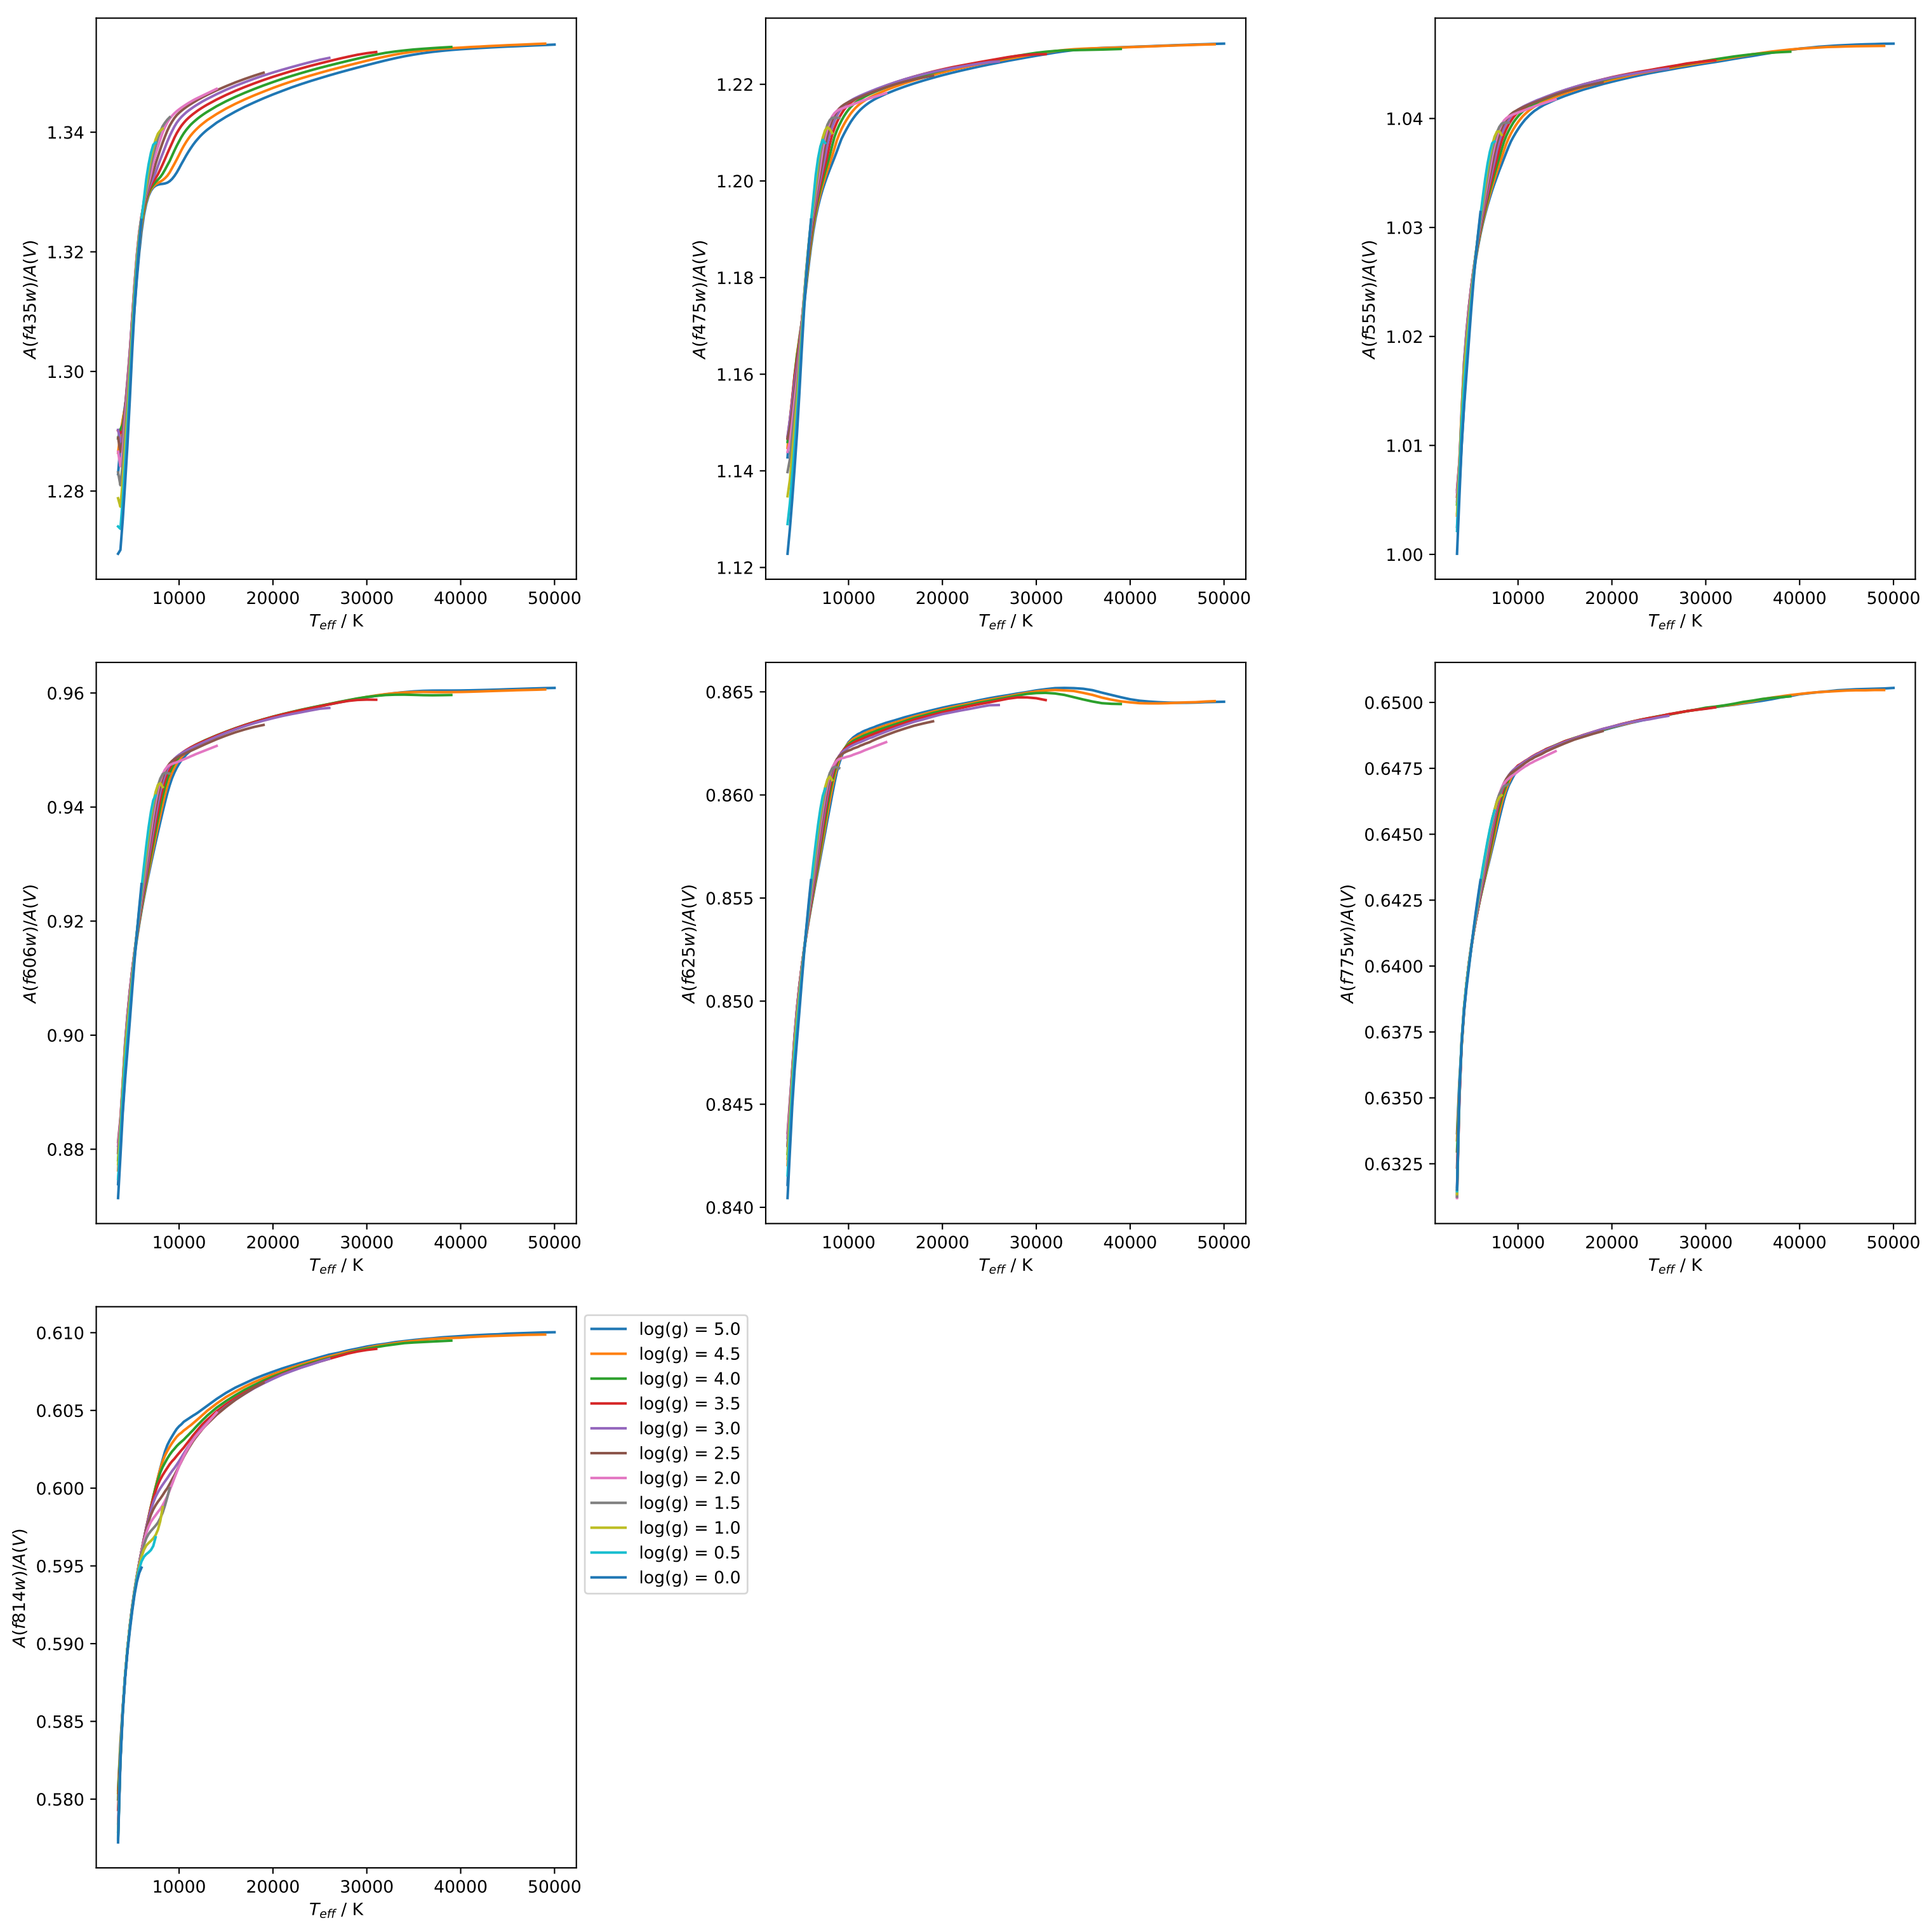 A(f435w)/A(V)
1.34
1.32
1.30
1.28
10000 20000 30000 40000 50000
T_eff / K
A(f475w)/A(V)
1.22
1.20
1.18
1.16
1.14
1.12
10000 20000 30000 40000 50000
T_eff / K
A(f555w)/A(V)
1.04
1.03
1.02
1.01
1.00
10000 20000 30000 40000 50000
T_eff / K
A(f606w)/A(V)
0.96
0.94
0.92
0.90
0.88
10000 20000 30000 40000 50000
T_eff / K
A(f625w)/A(V)
0.865
0.860
0.855
0.850
0.845
0.840
10000 20000 30000 40000 50000
T_eff / K
A(f775w)/A(V)
0.6500
0.6475
0.6450
0.6425
0.6400
0.6375
0.6350
0.6325
10000 20000 30000 40000 50000
T_eff / K
A(f814w)/A(V)
0.610
0.605
0.600
0.595
0.590
0.585
0.580
10000 20000 30000 40000 50000
T_eff / K
log(g) = 5.0
log(g) = 4.5
log(g) = 4.0
log(g) = 3.5
log(g) = 3.0
log(g) = 2.5
log(g) = 2.0
log(g) = 1.5
log(g) = 1.0
log(g) = 0.5
log(g) = 0.0